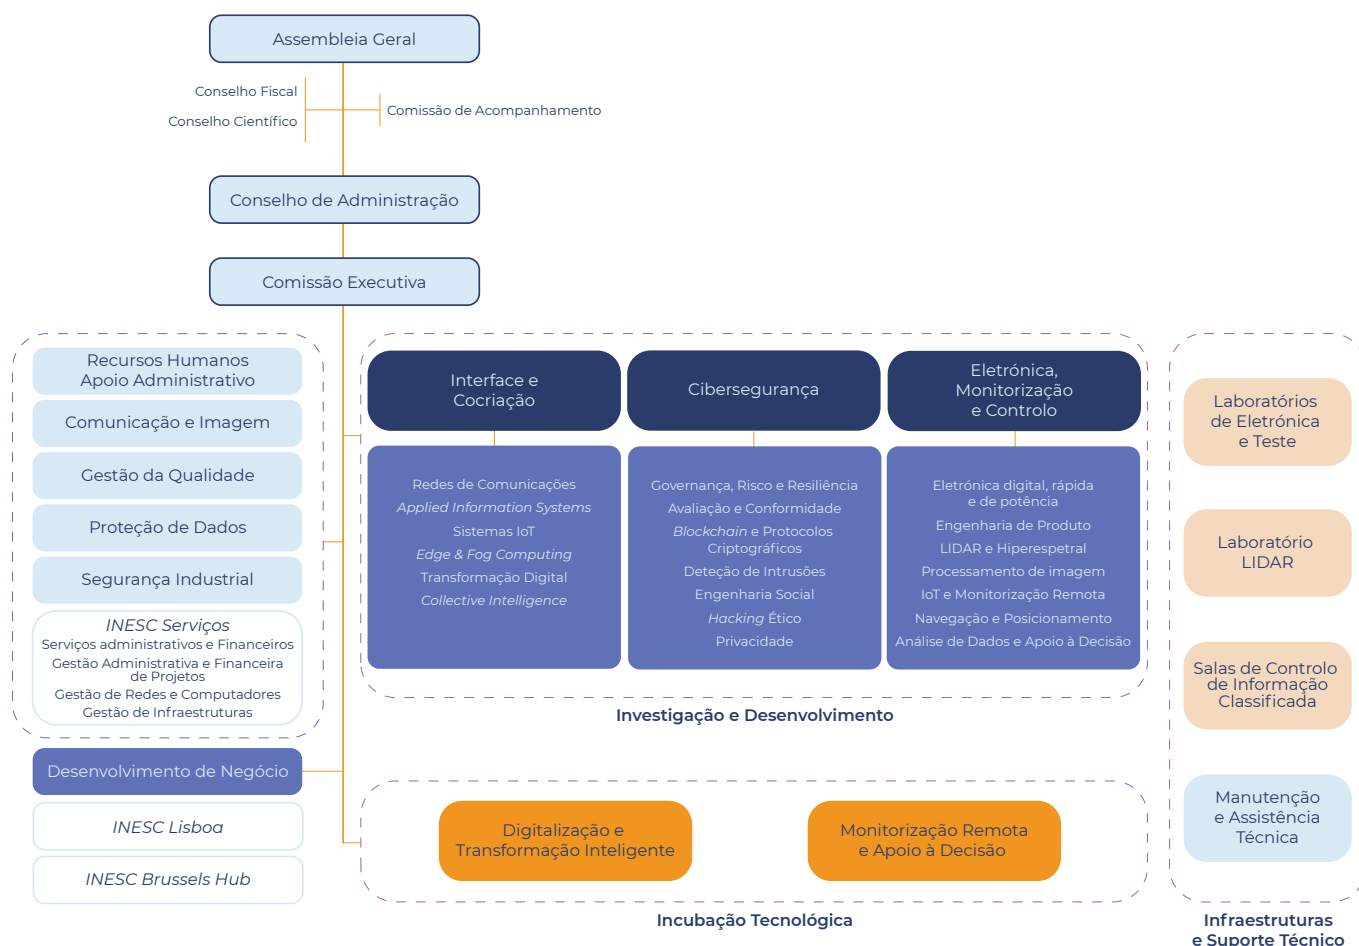 Assembleia Geral
Conselho Fiscal
Conselho Científico
Comissão de Acompanhamento
Conselho de Administração
Comissão Executiva
Recursos Humanos
Apoio Administrativo
Comunicação e Imagem
Gestão da Qualidade
Proteção de Dados
Segurança Industrial
INESC Serviços
Serviços administrativos e Financeiros
Gestão Administrativa e Financeira
de Projetos
Gestão de Redes e Computadores
Gestão de Infraestruturas
Desenvolvimento de Negócio
INESC Lisboa
INESC Brussels Hub
Interface e
Cocriação
Redes de Comunicações
Applied Information Systems
Sistemas IoT
Edge & Fog Computing
Transformação Digital
Collective Intelligence
Cibersegurança
Governança, Risco e Resiliência
Avaliação e Conformidade
Blockchain e Protocolos
Criptográficos
Deteção de Intrusões
Engenharia Social
Hacking Ético
Privacidade
Eletrónica,
Monitorização
e Controlo
Eletrónica digital, rápida
e de potência
Engenharia de Produto
LIDAR e Hiperespetral
Processamento de imagem
IoT e Monitorização Remota
Navegação e Posicionamento
Análise de Dados e Apoio à Decisão
Investigação e Desenvolvimento
Digitalização e
Transformação Inteligente
Monitorização Remota
e Apoio à Decisão
Incubação Tecnológica
Laboratórios
de Eletrónica
e Teste
Laboratório
LIDAR
Salas de Controlo
de Informação
Classificada
Manutenção
e Assistência
Técnica
Infraestruturas
e Suporte Técnico